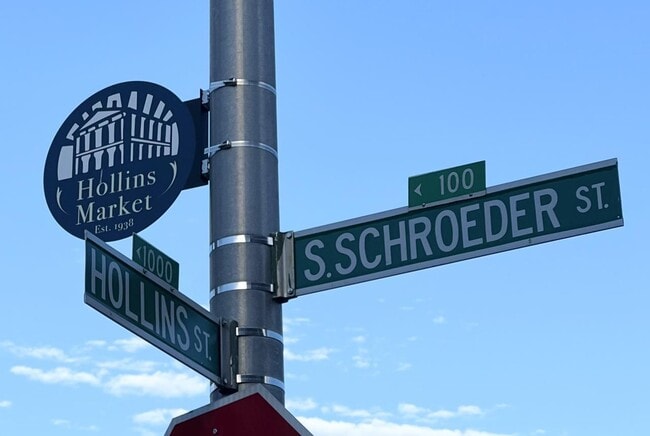 Hollins
Market
Est. 1938
<1000
HOLLINS ST.
< 100
S. SCHROEDER ST.